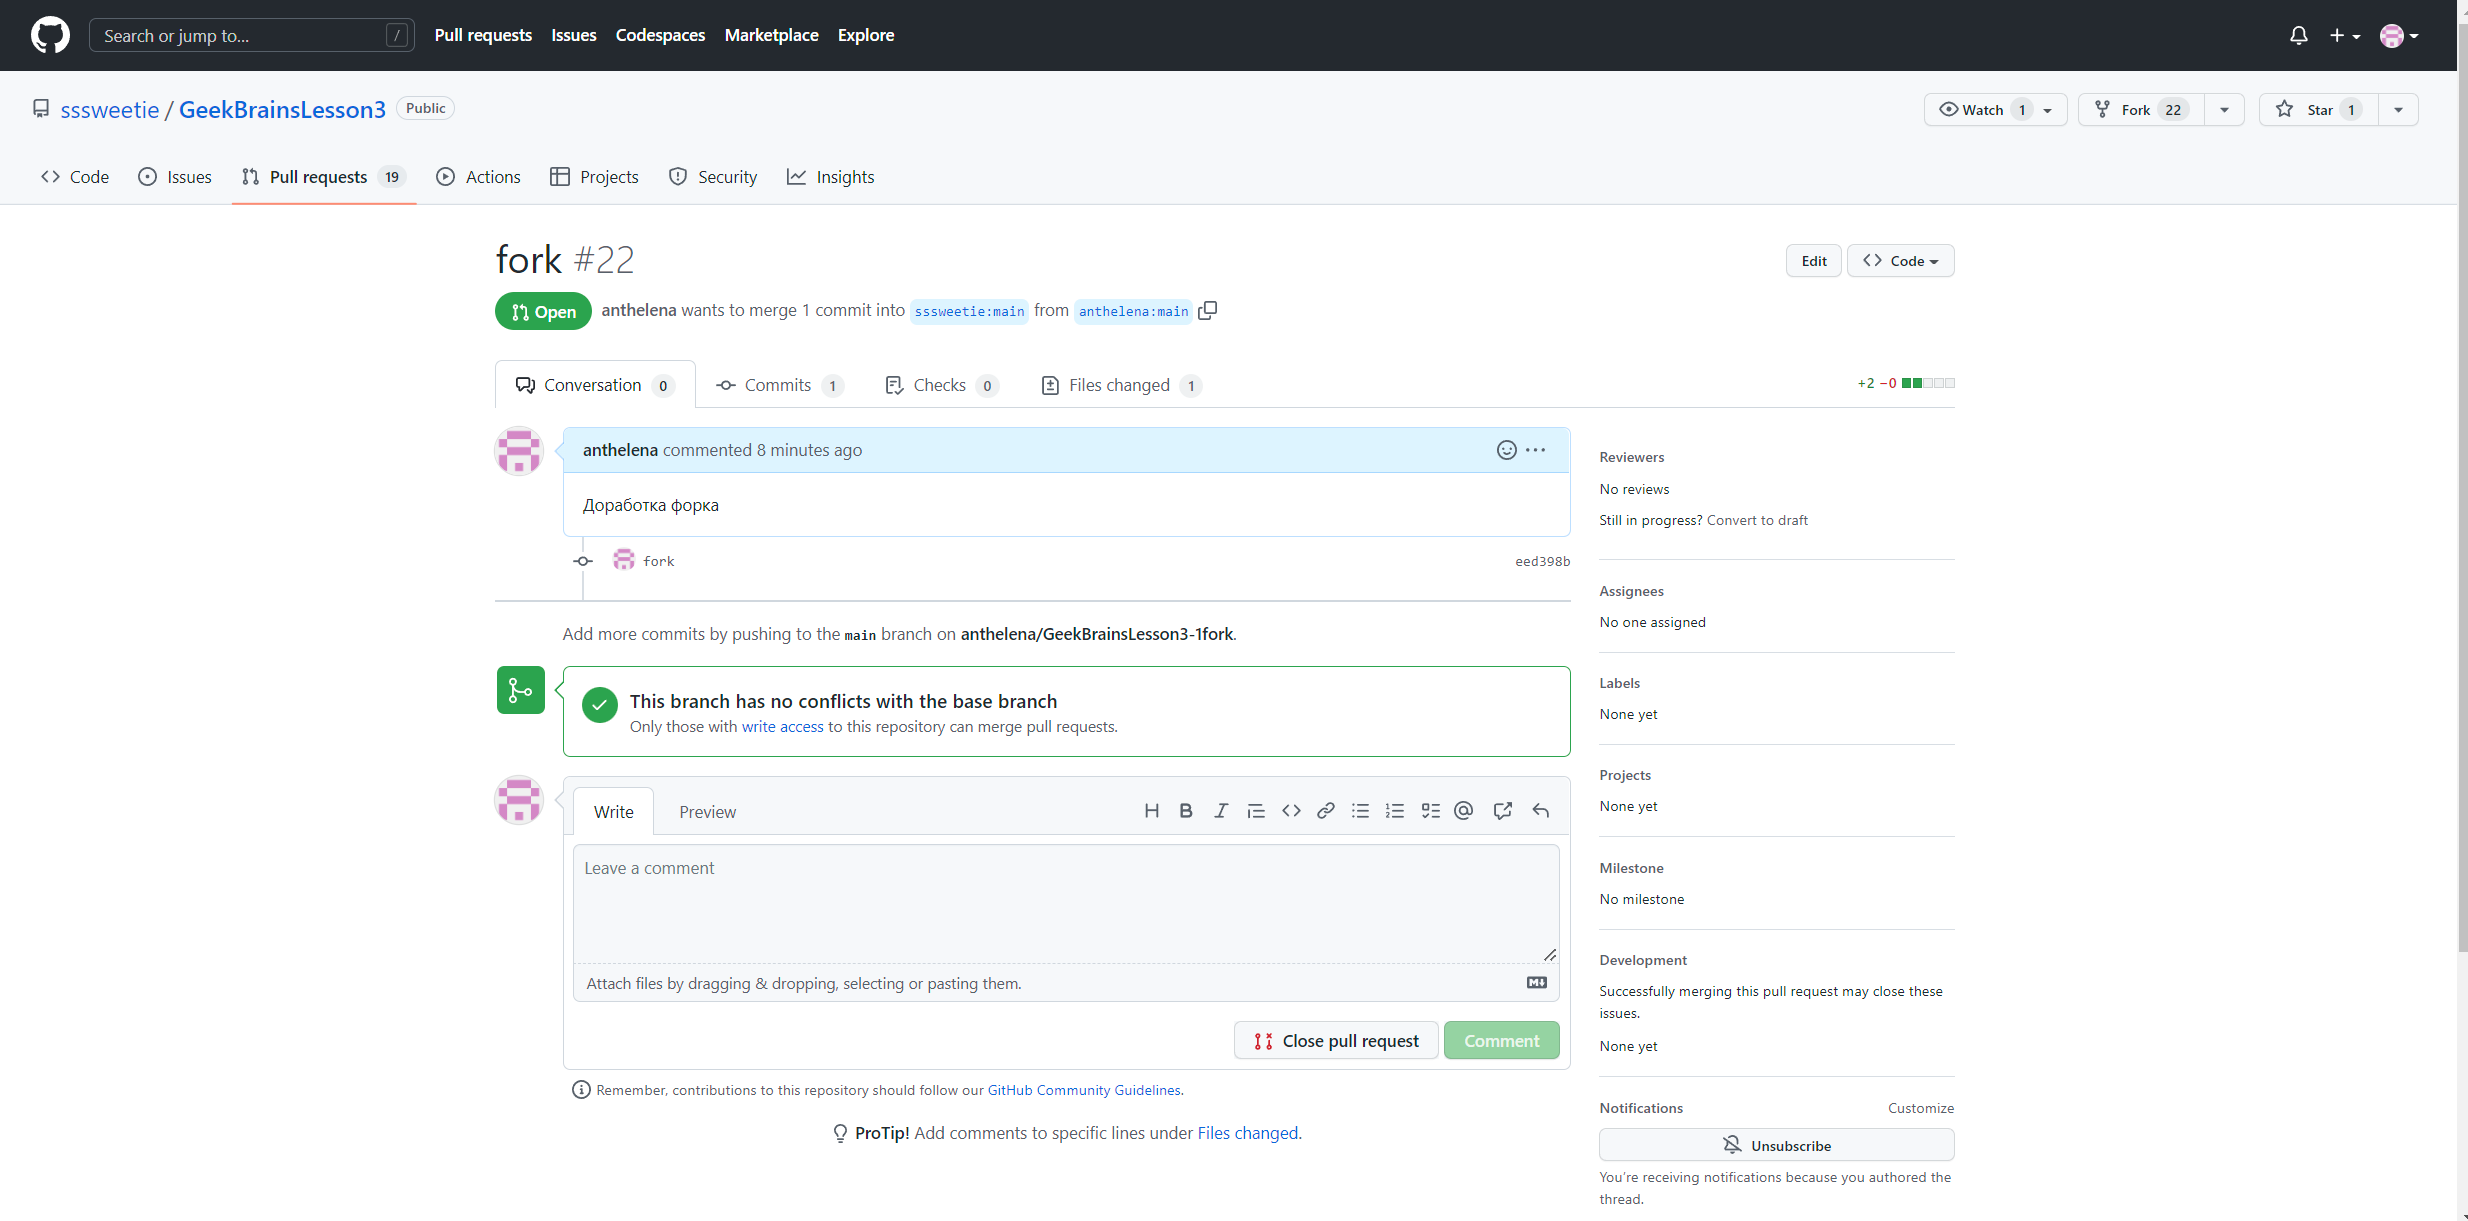 Search or jump to... /
Pull requests Issues Codespaces Marketplace Explore
sssweetie / GeekBrainsLesson3 Public
Watch 1 Fork 22 Star 1
Code Issues Pull requests 19 Actions Projects Security Insights
fork #22
Edit Code
Open anthelena wants to merge 1 commit into sssweetie:main from anthelena:main
Conversation 0 Commits 1 Checks 0 Files changed 1
+2 −0
anthelena commented 8 minutes ago
Доработка форка
fork eed398b
Add more commits by pushing to the main branch on anthelena/GeekBrainsLesson3-1fork.
This branch has no conflicts with the base branch
Only those with write access to this repository can merge pull requests.
Write Preview
Leave a comment
Attach files by dragging & dropping, selecting or pasting them.
Close pull request Comment
Remember, contributions to this repository should follow our GitHub Community Guidelines.
ProTip! Add comments to specific lines under Files changed.
Reviewers
No reviews
Still in progress? Convert to draft
Assignees
No one assigned
Labels
None yet
Projects
None yet
Milestone
No milestone
Development
Successfully merging this pull request may close these
issues.
None yet
Notifications Customize
Unsubscribe
You're receiving notifications because you authored the
thread.